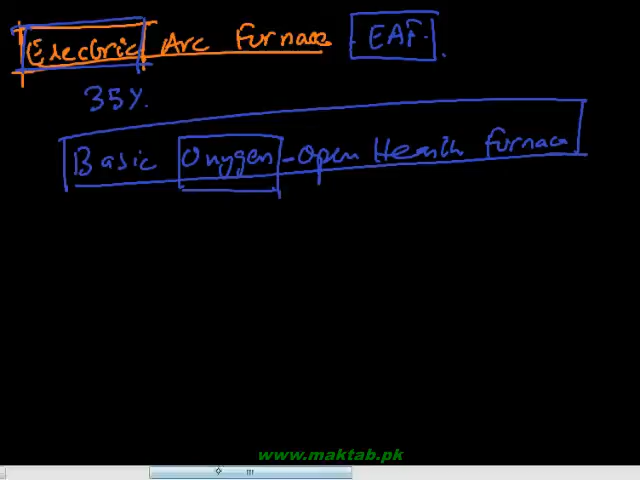 Electric Arc Furnace EAF.
35%.
Basic Oxygen - Open Hearth Furnace
www.maktab.pk